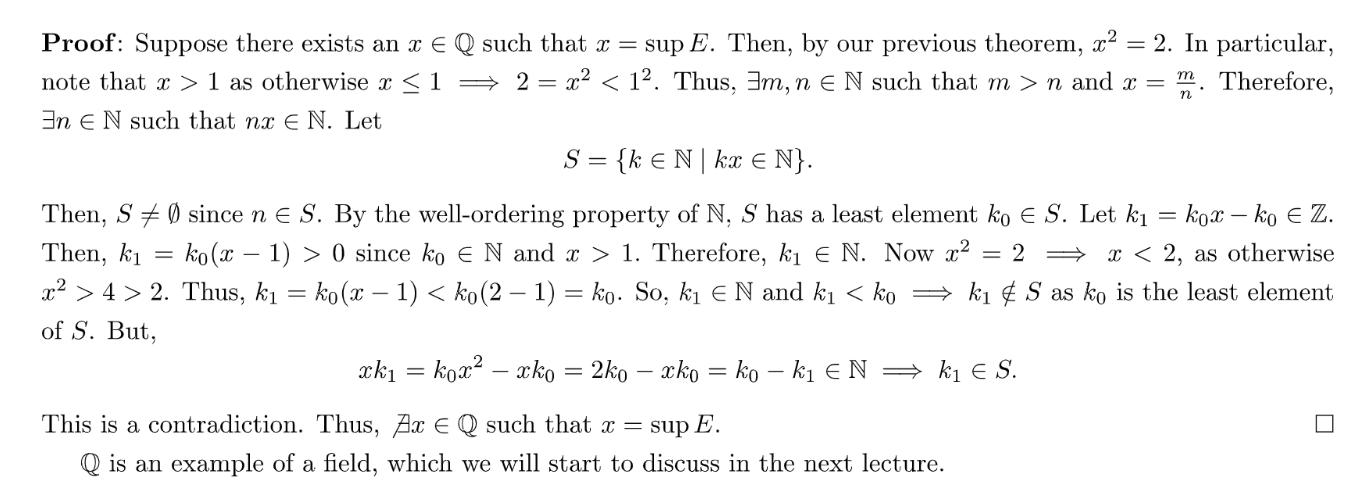 Proof: Suppose there exists an x ∈ ℚ such that x = sup E. Then, by our previous theorem, x² = 2. In particular,
note that x > 1 as otherwise x ≤ 1 ⟹ 2 = x² < 1². Thus, ∃m, n ∈ ℕ such that m > n and x = m/n. Therefore,
∃n ∈ ℕ such that nx ∈ ℕ. Let
S = {k ∈ ℕ | kx ∈ ℕ}.
Then, S ≠ ∅ since n ∈ S. By the well-ordering property of ℕ, S has a least element k₀ ∈ S. Let k₁ = k₀x − k₀ ∈ ℤ.
Then, k₁ = k₀(x − 1) > 0 since k₀ ∈ ℕ and x > 1. Therefore, k₁ ∈ ℕ. Now x² = 2 ⟹ x < 2, as otherwise
x² > 4 > 2. Thus, k₁ = k₀(x − 1) < k₀(2 − 1) = k₀. So, k₁ ∈ ℕ and k₁ < k₀ ⟹ k₁ ∉ S as k₀ is the least element
of S. But,
xk₁ = k₀x² − xk₀ = 2k₀ − xk₀ = k₀ − k₁ ∈ ℕ ⟹ k₁ ∈ S.
This is a contradiction. Thus, ∄x ∈ ℚ such that x = sup E. □
ℚ is an example of a field, which we will start to discuss in the next lecture.